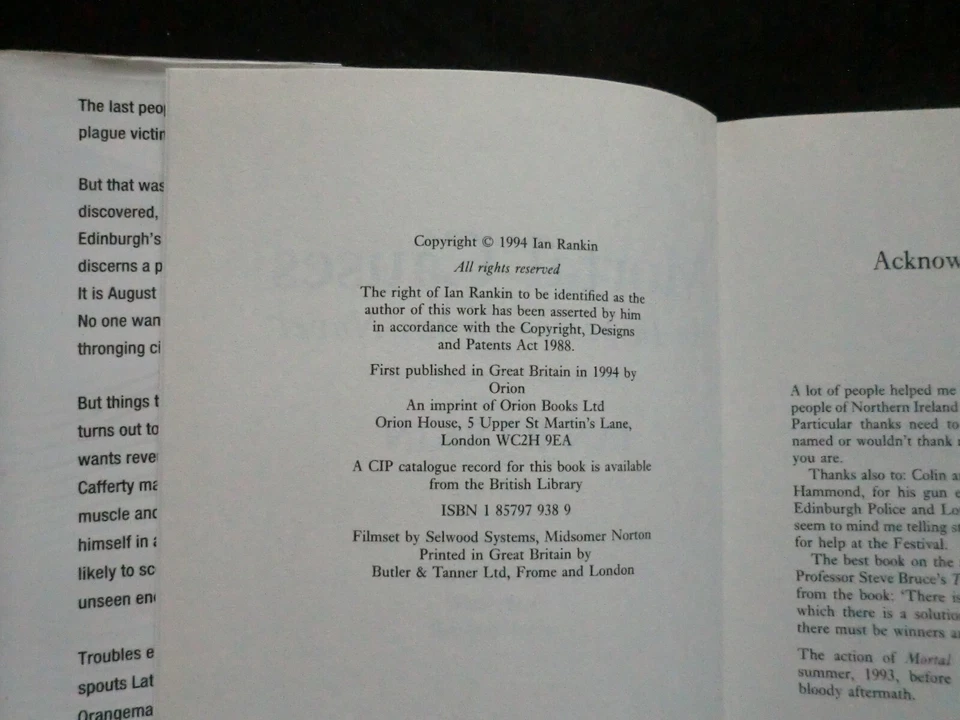 The last peo
plague victi
But that was
discovered,
Edinburgh's
discerns a p
It is August
No one wan
thronging ci
But things t
turns out to
wants reve
Cafferty ma
muscle and
himself in a
likely to sc
unseen en
Troubles e
spouts Lat
Orangema
Copyright © 1994 Ian Rankin
All rights reserved
The right of Ian Rankin to be identified as the
author of this work has been asserted by him
in accordance with the Copyright, Designs
and Patents Act 1988.
First published in Great Britain in 1994 by
Orion
An imprint of Orion Books Ltd
Orion House, 5 Upper St Martin's Lane,
London WC2H 9EA
A CIP catalogue record for this book is available
from the British Library
ISBN 1 85797 938 9
Filmset by Selwood Systems, Midsomer Norton
Printed in Great Britain by
Butler & Tanner Ltd, Frome and London
Acknow
A lot of people helped me
people of Northern Ireland
Particular thanks need to
named or wouldn't thank
you are.
Thanks also to: Colin a
Hammond, for his gun e
Edinburgh Police and Lo
seem to mind me telling s
for help at the Festival.
The best book on the
Professor Steve Bruce's T
from the book: 'There is
which there is a solutio
there must be winners a
The action of Mortal
summer, 1993, before
bloody aftermath.